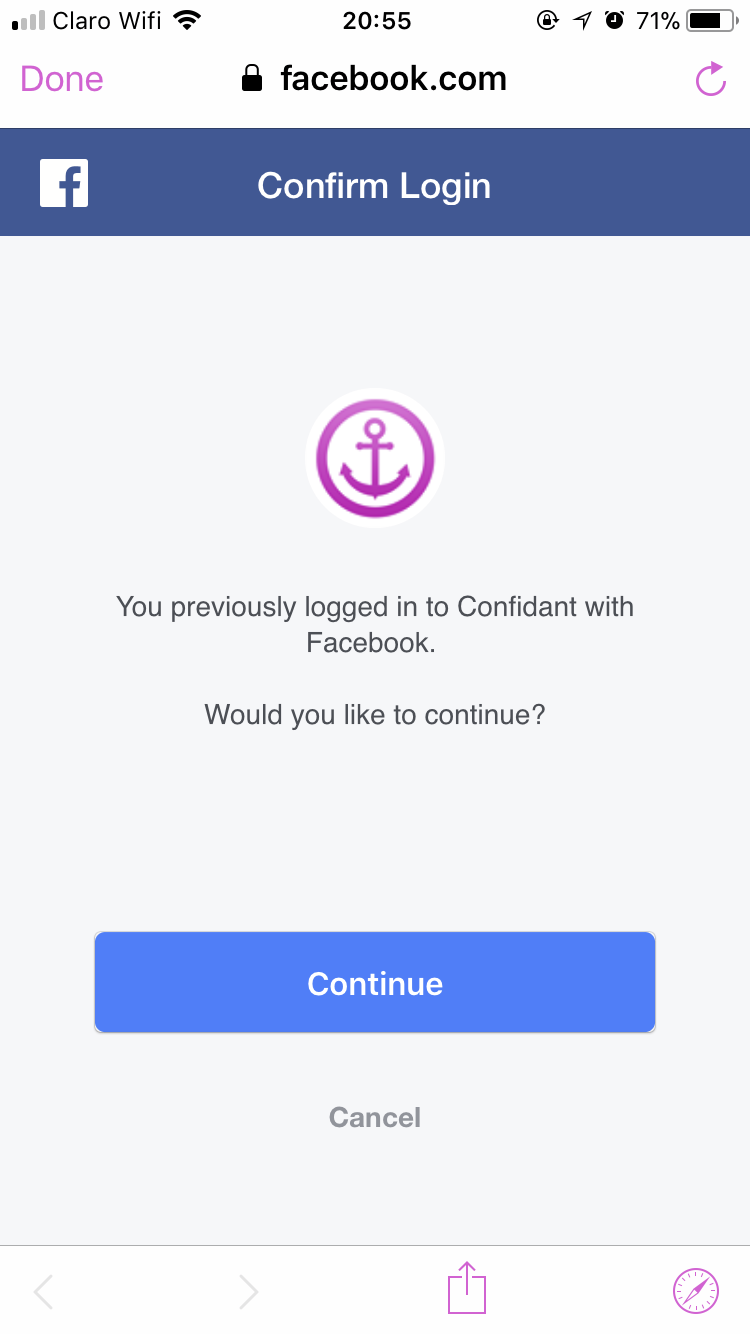 Claro Wifi 20:55 71%
Done facebook.com
f Confirm Login
You previously logged in to Confidant with
Facebook.
Would you like to continue?
Continue
Cancel